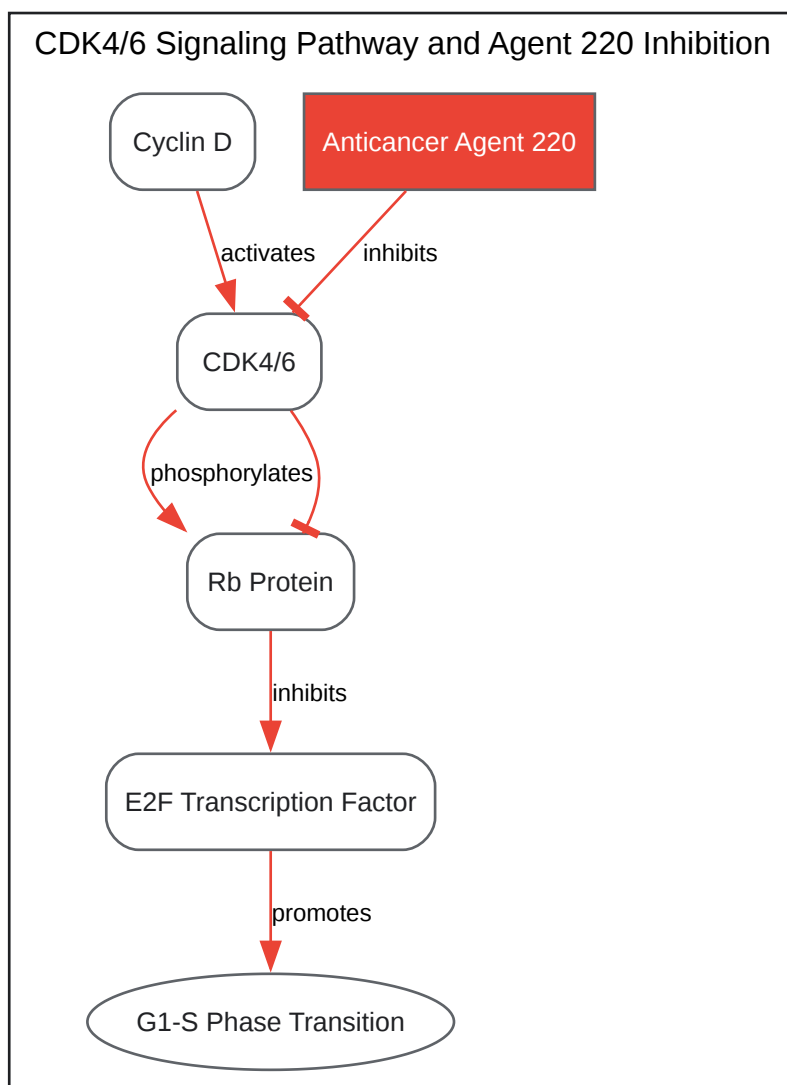 CDK4/6 Signaling Pathway and Agent 220 Inhibition
Cyclin D
Anticancer Agent 220
activates
inhibits
CDK4/6
phosphorylates
Rb Protein
inhibits
E2F Transcription Factor
promotes
G1-S Phase Transition